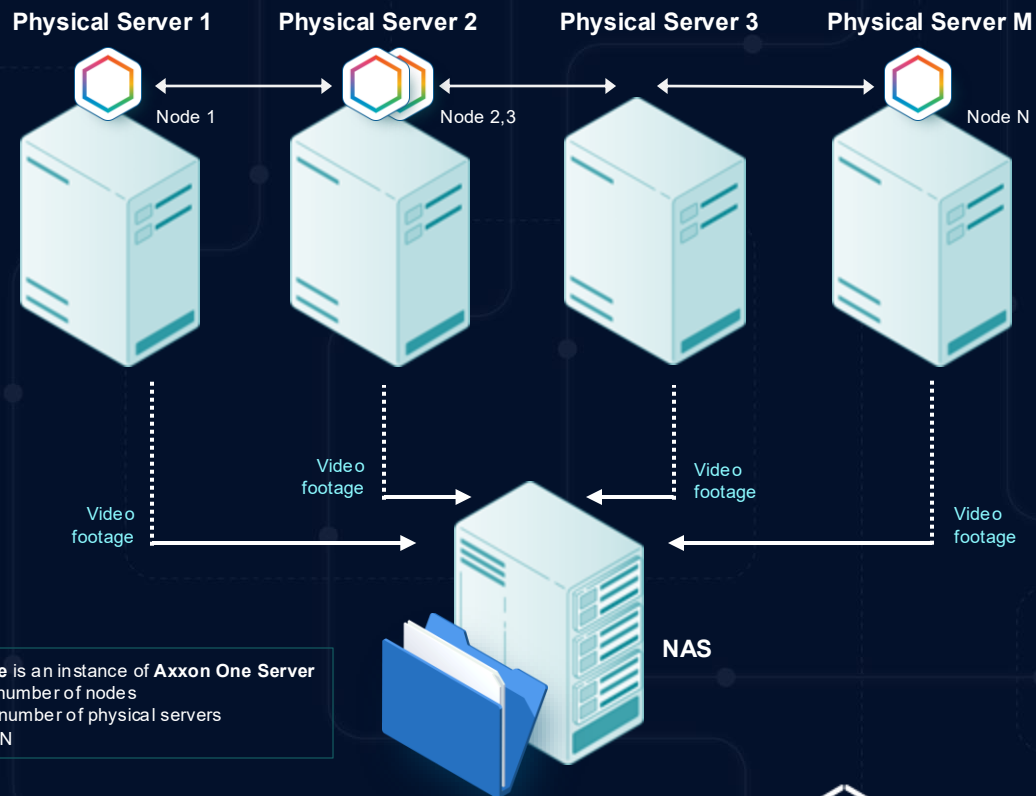 Physical Server 1
Physical Server 2
Physical Server 3
Physical Server M
Node 1
Node 2,3
Node N
Video
footage
Video
footage
Video
footage
Video
footage
NAS
is an instance of Axxon One Server
number of nodes
number of physical servers
N